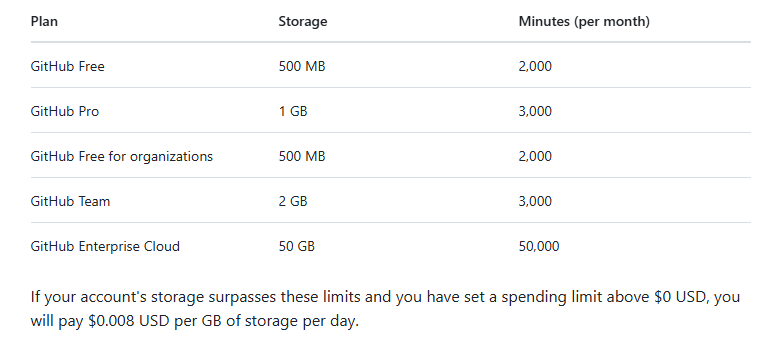 Plan Storage Minutes (per month)
GitHub Free 500 MB 2,000
GitHub Pro 1 GB 3,000
GitHub Free for organizations 500 MB 2,000
GitHub Team 2 GB 3,000
GitHub Enterprise Cloud 50 GB 50,000
If your account's storage surpasses these limits and you have set a spending limit above $0 USD, you
will pay $0.008 USD per GB of storage per day.